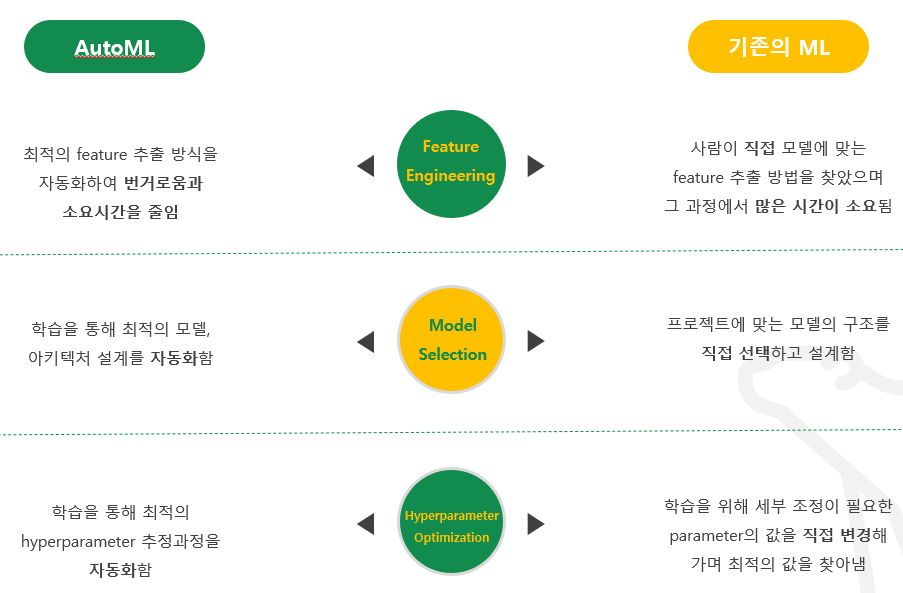 AutoML
기존의 ML
최적의 feature 추출 방식을
자동화하여 번거로움과
소요시간을 줄임
Feature
Engineering
사람이 직접 모델에 맞는
feature 추출 방법을 찾았으며
그 과정에서 많은 시간이 소요됨
학습을 통해 최적의 모델,
아키텍처 설계를 자동화함
Model
Selection
프로젝트에 맞는 모델의 구조를
직접 선택하고 설계함
학습을 통해 최적의
hyperparameter 추정과정을
자동화함
Hyperparameter
Optimization
학습을 위해 세부 조정이 필요한
parameter의 값을 직접 변경해
가며 최적의 값을 찾아냄